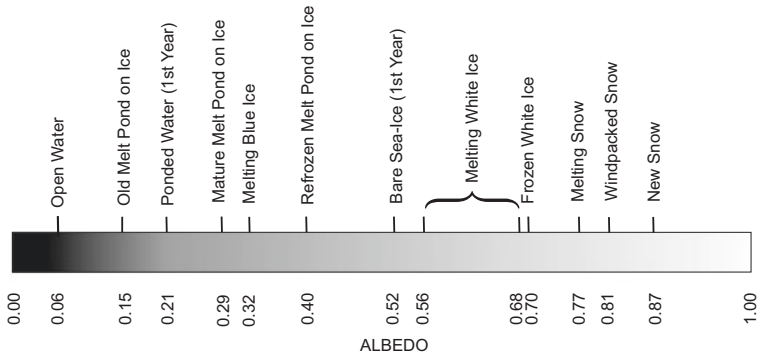 Open Water
Old Melt Pond on Ice
Ponded Water (1st Year)
Mature Melt Pond on Ice
Melting Blue Ice
Refrozen Melt Pond on Ice
Bare Sea-Ice (1st Year)
Melting White Ice
Frozen White Ice
Melting Snow
Windpacked Snow
New Snow
0.00
0.06
0.15
0.21
0.29
0.32
0.40
0.52
0.56
0.68
0.70
0.77
0.81
0.87
1.00
ALBEDO